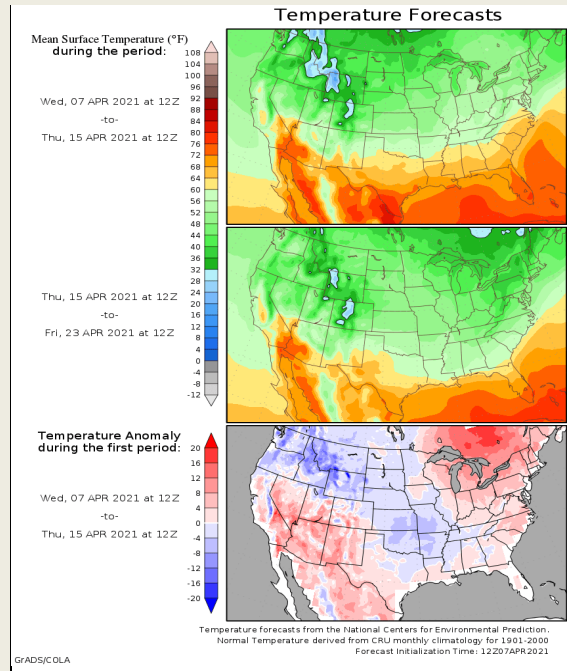 Temperature Forecasts
Mean Surface Temperature (°F)
during the period:
Wed, 07 APR 2021 at 12Z
-to-
Thu, 15 APR 2021 at 12Z
108
104
100
96
92
88
84
80
76
72
68
64
60
56
52
48
44
40
36
32
28
24
20
16
12
8
4
0
-4
-8
-12
Thu, 15 APR 2021 at 12Z
-to-
Fri, 23 APR 2021 at 12Z
Temperature Anomaly
during the first period:
Wed, 07 APR 2021 at 12Z
-to-
Thu, 15 APR 2021 at 12Z
20
16
12
8
4
0
-4
-8
-12
-16
-20
Temperature forecasts from the National Centers for Environmental Prediction.
Normal Temperature derived from CRU monthly climatology for 1901-2000
Forecast Initialization Time: 12Z07APR2021
GrADS/COLA